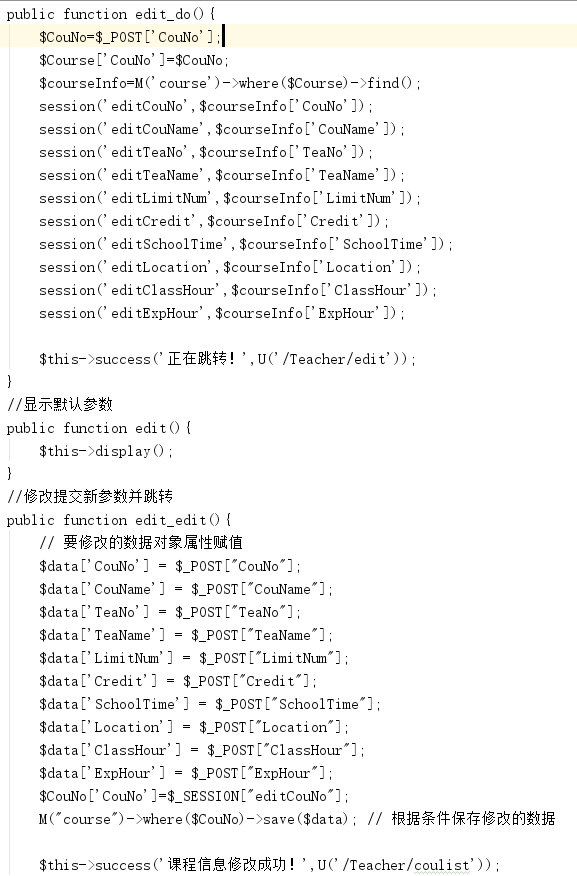 public function edit_do(){
$CouNo=$_POST['CouNo'];
$Course['CouNo']=$CouNo;
$courseInfo=M('course')->where($Course)->find();
session('editCouNo',$courseInfo['CouNo']);
session('editCouName',$courseInfo['CouName']);
session('editTeaNo',$courseInfo['TeaNo']);
session('editTeaName',$courseInfo['TeaName']);
session('editLimitNum',$courseInfo['LimitNum']);
session('editCredit',$courseInfo['Credit']);
session('editSchoolTime',$courseInfo['SchoolTime']);
session('editLocation',$courseInfo['Location']);
session('editClassHour',$courseInfo['ClassHour']);
session('editExpHour',$courseInfo['ExpHour']);
$this->success('正在跳转！',U('/Teacher/edit'));
}
//显示默认参数
public function edit(){
$this->display();
}
//修改提交新参数并跳转
public function edit_edit(){
// 要修改的数据对象属性赋值
$data['CouNo'] = $_POST["CouNo"];
$data['CouName'] = $_POST["CouName"];
$data['TeaNo'] = $_POST["TeaNo"];
$data['TeaName'] = $_POST["TeaName"];
$data['LimitNum'] = $_POST["LimitNum"];
$data['Credit'] = $_POST["Credit"];
$data['SchoolTime'] = $_POST["SchoolTime"];
$data['Location'] = $_POST["Location"];
$data['ClassHour'] = $_POST["ClassHour"];
$data['ExpHour'] = $_POST["ExpHour"];
$CouNo['CouNo']=$_SESSION["editCouNo"];
M("course")->where($CouNo)->save($data); // 根据条件保存修改的数据
$this->success('课程信息修改成功！',U('/Teacher/coulist'));